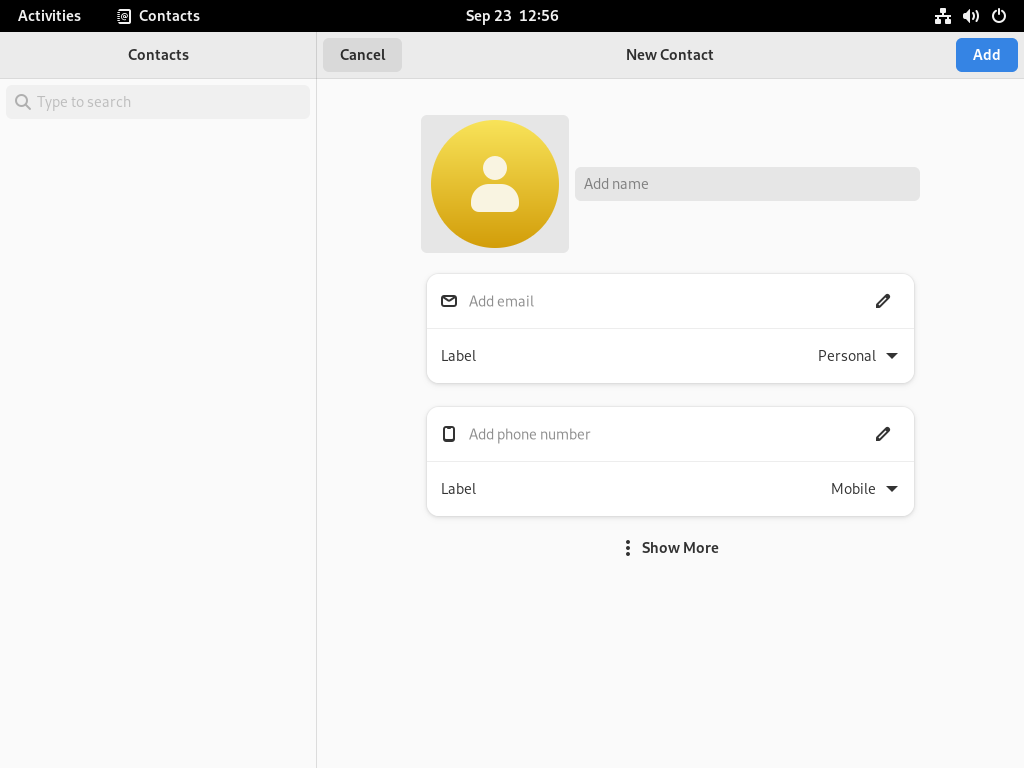 Activities Contacts Sep 23 12:56
Contacts Cancel New Contact Add
Type to search
Add name
Add email
Label Personal
Add phone number
Label Mobile
Show More